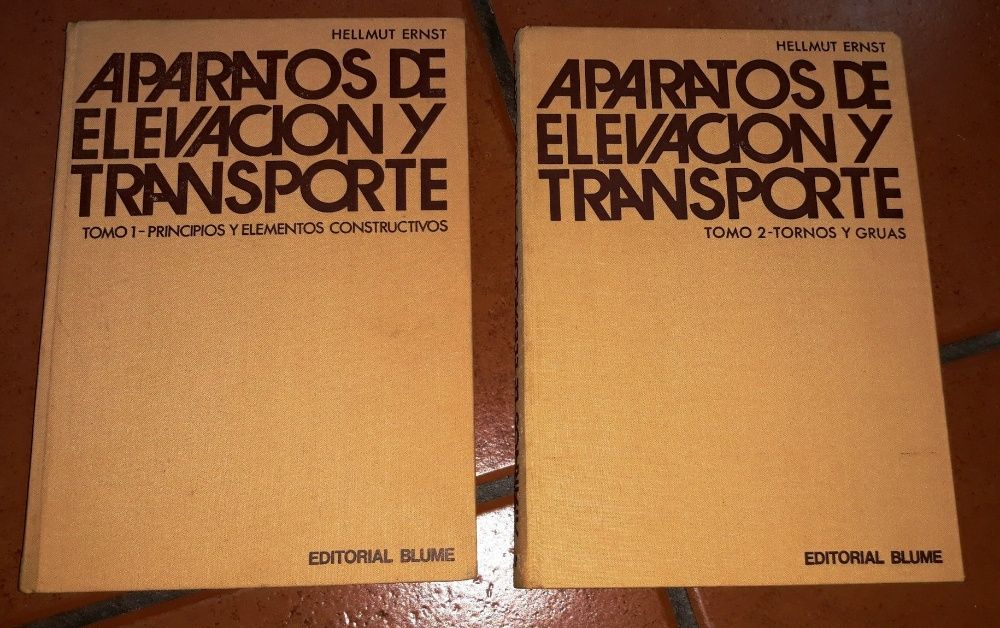 HELLMUT ERNST
APARATOS DE
ELEVACION Y
TRANSPORTE
TOMO 1-PRINCIPIOS Y ELEMENTOS CONSTRUCTIVOS
EDITORIAL BLUME
HELLMUT ERNST
APARATOS DE
ELEVACION Y
TRANSPORTE
TOMO 2-TORNOS Y GRUAS
EDITORIAL BLUME